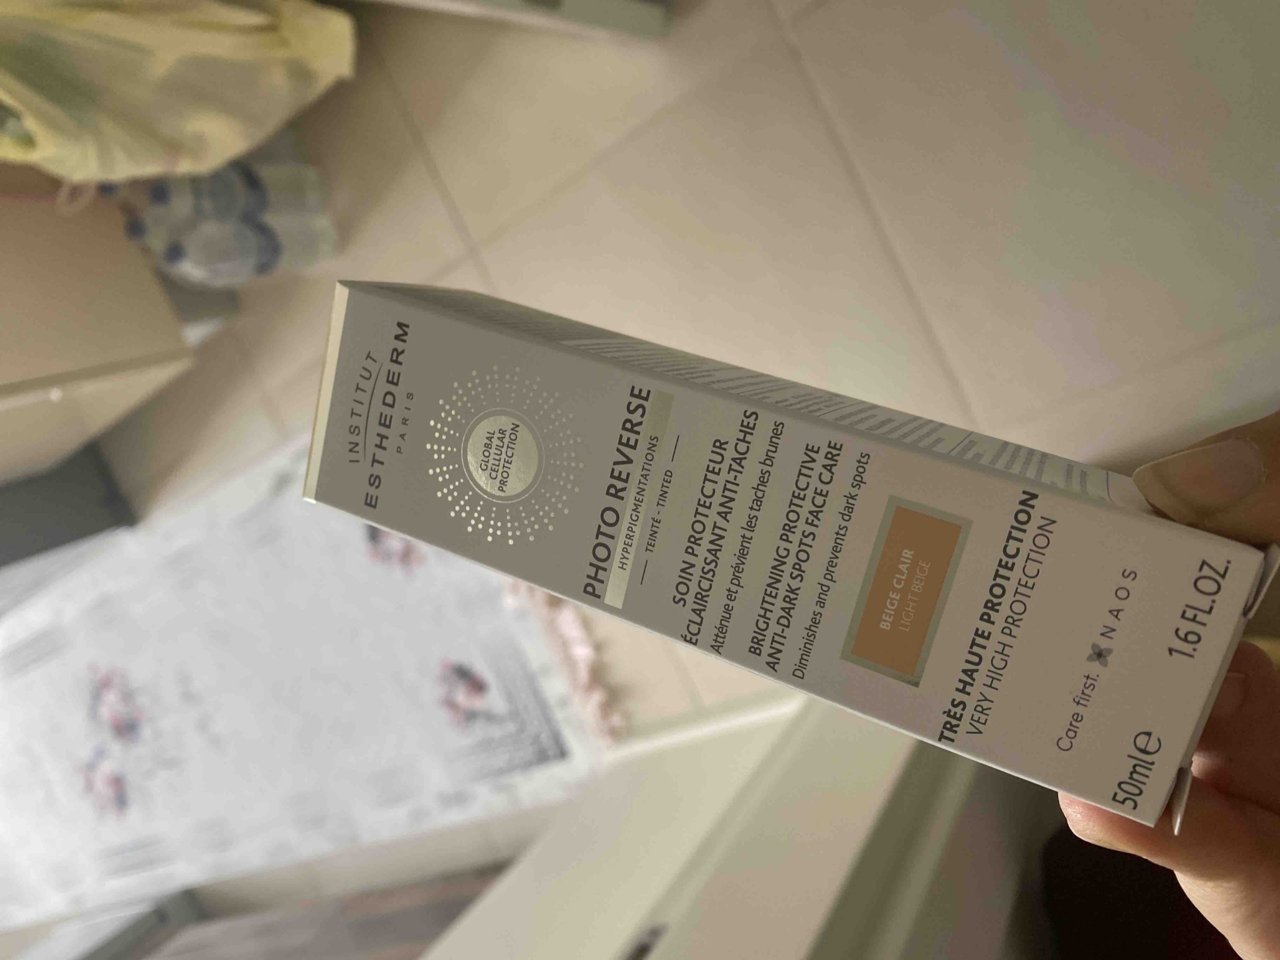 INSTITUT
ESTHEDERM
PARIS
GLOBAL
CELLULAR
PROTECTION
PHOTO REVERSE
HYPERPIGMENTATIONS
TEINTÉ - TINTED
SOIN PROTECTEUR
ÉCLAIRCISSANT ANTI-TACHES
Atténue et prévient les taches brunes
BRIGHTENING PROTECTIVE
ANTI-DARK SPOTS FACE CARE
Diminishes and prevents dark spots
BEIGE CLAIR
LIGHT BEIGE
TRÈS HAUTE PROTECTION
VERY HIGH PROTECTION
Care first. NAOS
50ml e 1.6 FL.OZ.